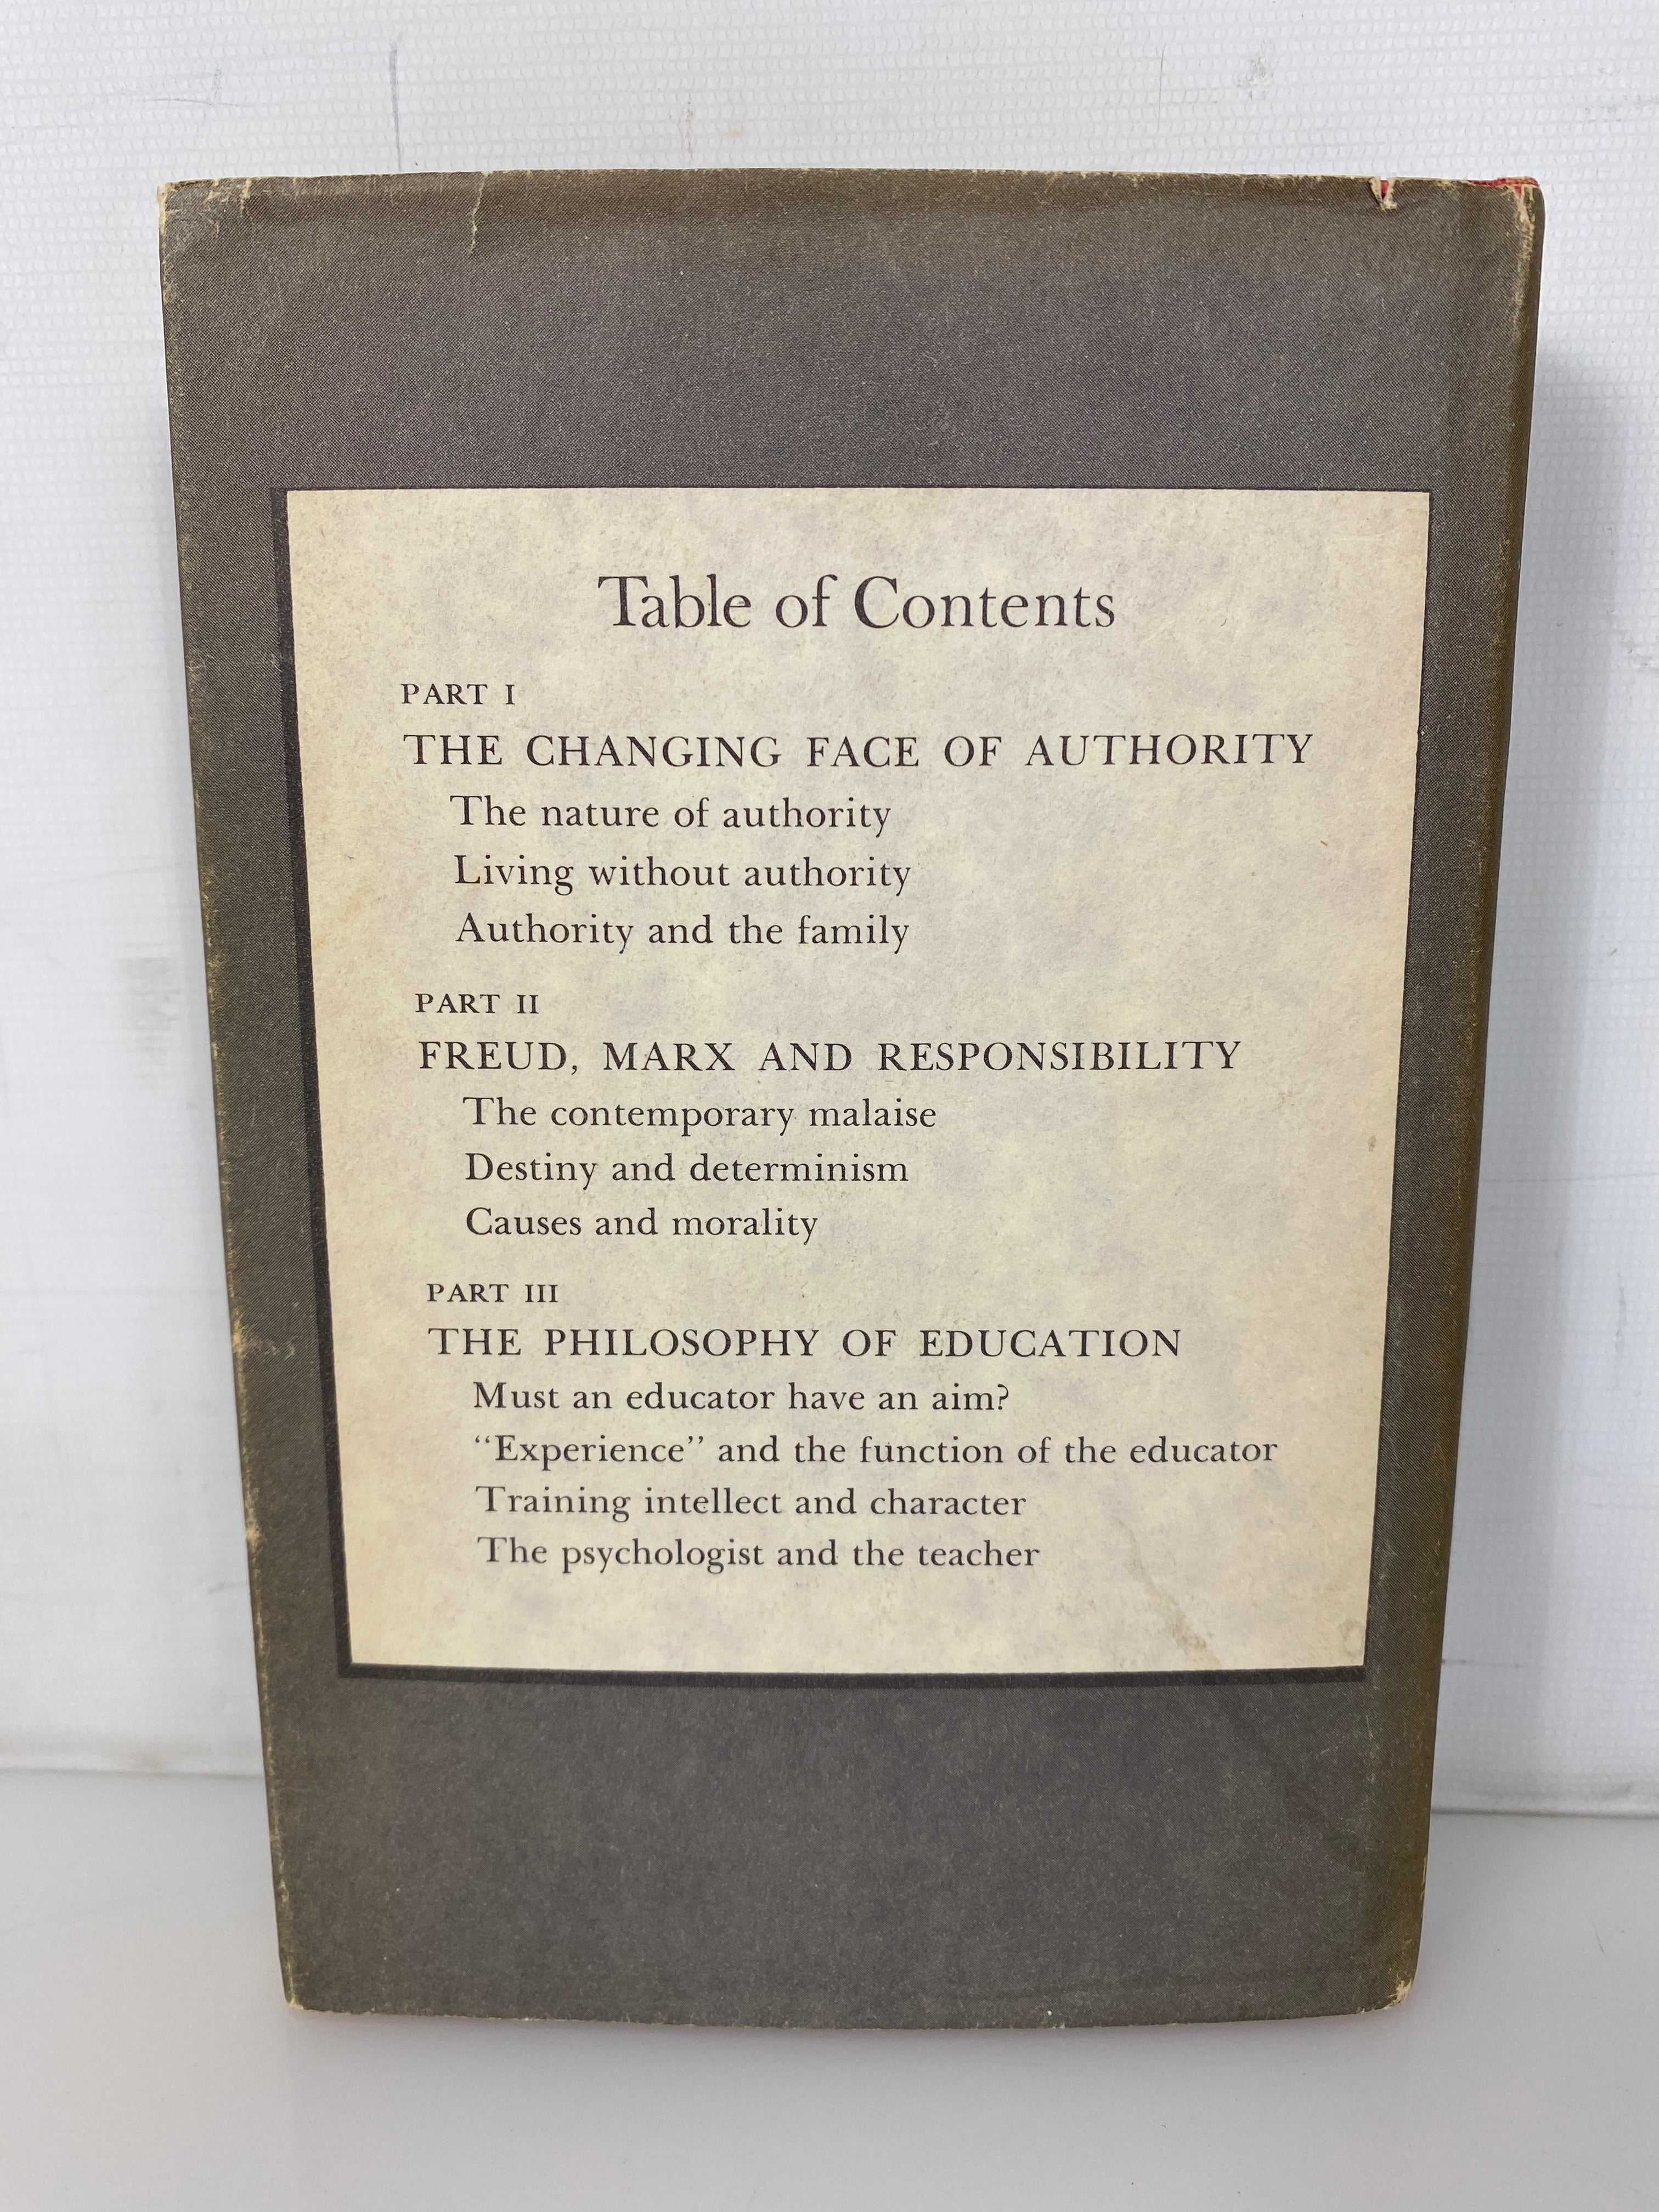 Table of Contents
PART I
THE CHANGING FACE OF AUTHORITY
The nature of authority
Living without authority
Authority and the family
PART II
FREUD, MARX AND RESPONSIBILITY
The contemporary malaise
Destiny and determinism
Causes and morality
PART III
THE PHILOSOPHY OF EDUCATION
Must an educator have an aim?
“Experience” and the function of the educator
Training intellect and character
The psychologist and the teacher